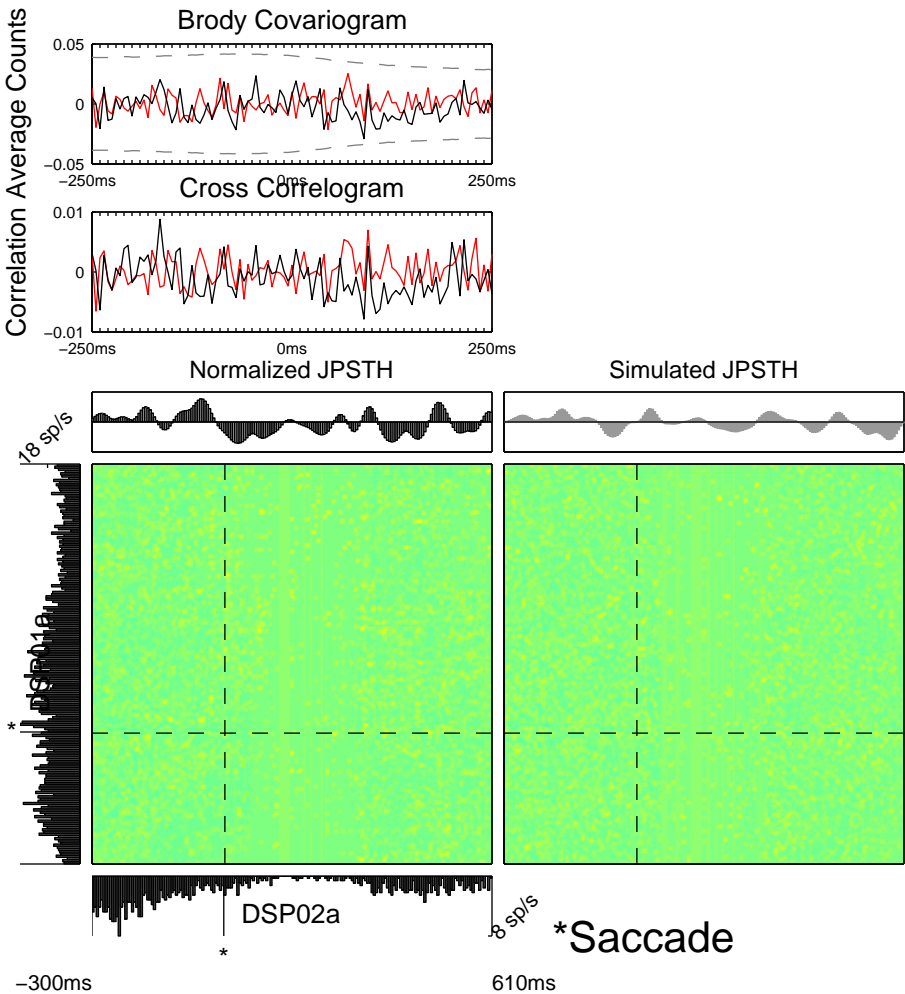 Brody Covariogram
Correlation Average Counts
0.05
0
−0.05
−250ms
0ms
250ms
Cross Correlogram
0.01
0
−0.01
−250ms
0ms
250ms
Normalized JPSTH
Simulated JPSTH
18 sp/s
DSP01a
*
DSP02a
8 sp/s
*
*Saccade
−300ms
610ms